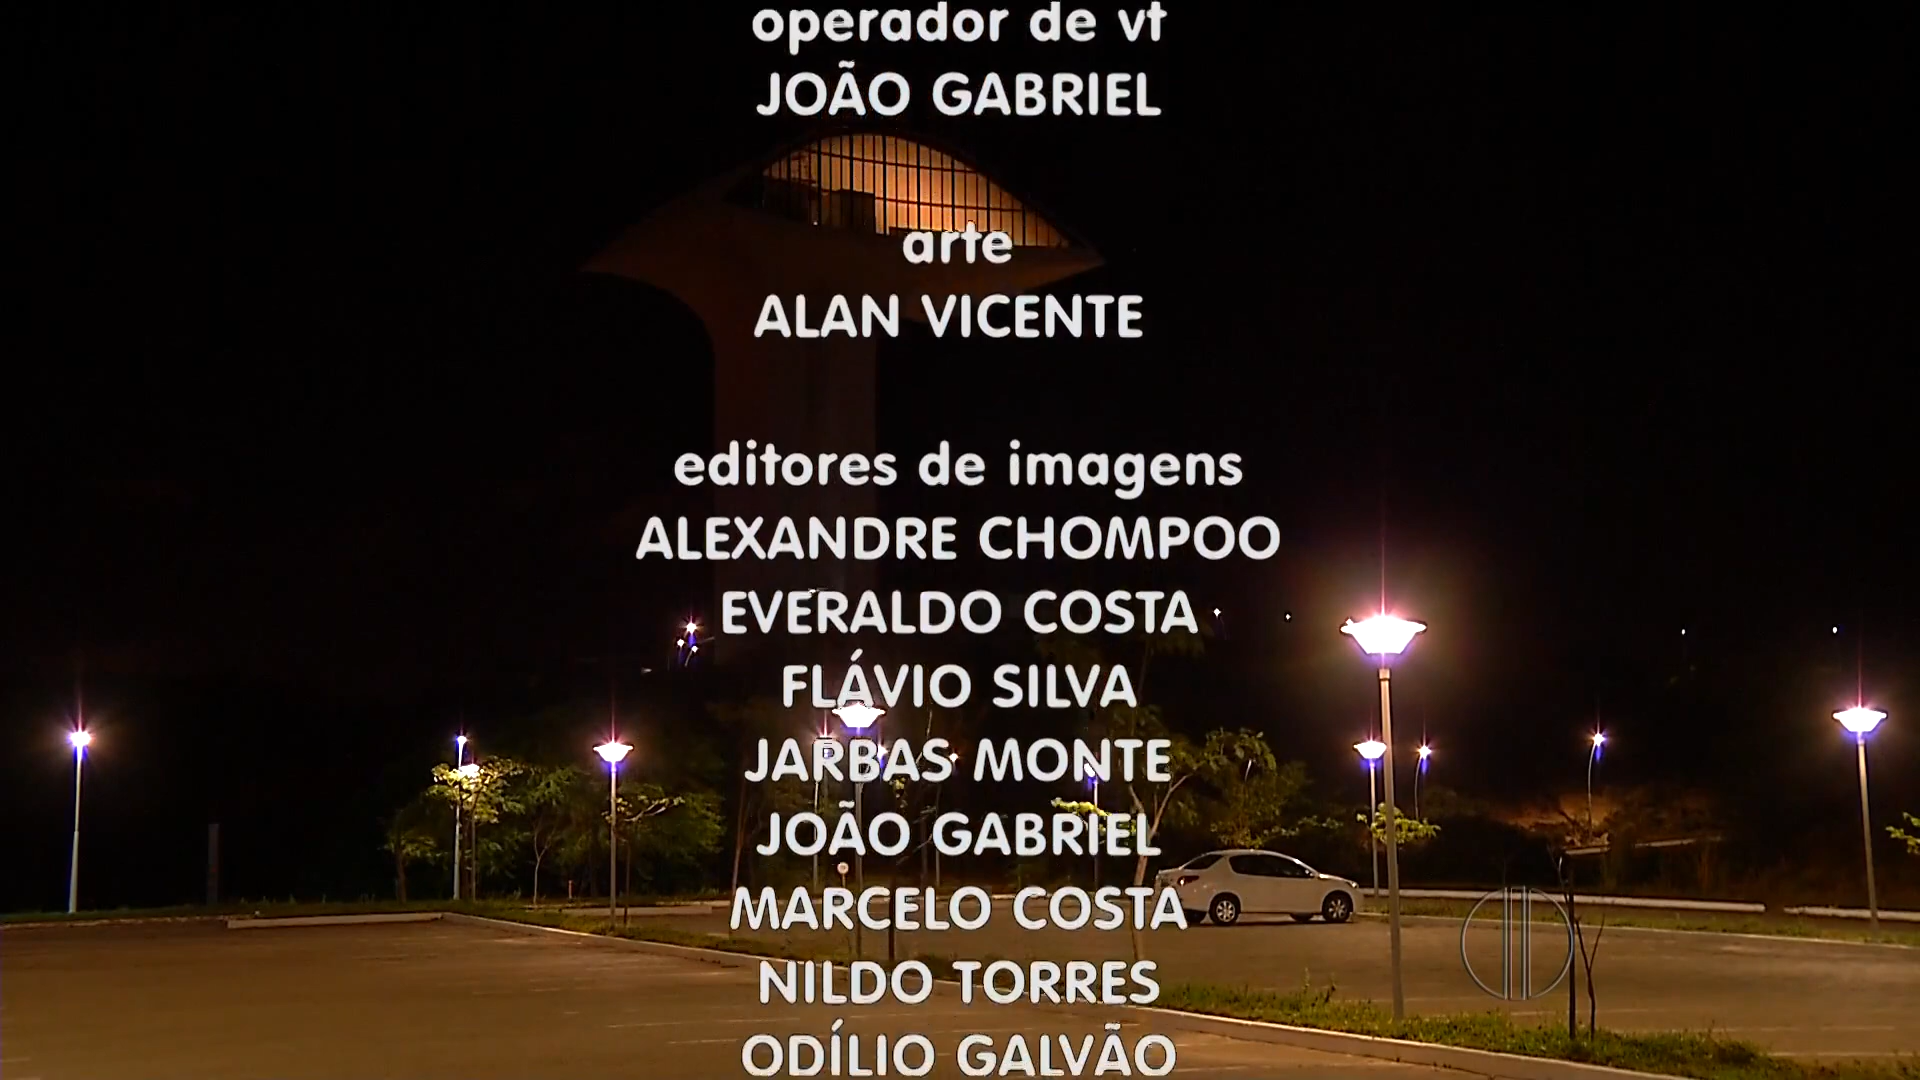 operador de vt
JOÃO GABRIEL
arte
ALAN VICENTE
editores de imagens
ALEXANDRE CHOMPOO
EVERALDO COSTA
FLÁVIO SILVA
JARBAS MONTE
JOÃO GABRIEL
MARCELO COSTA
NILDO TORRES
ODÍLIO GALVÃO